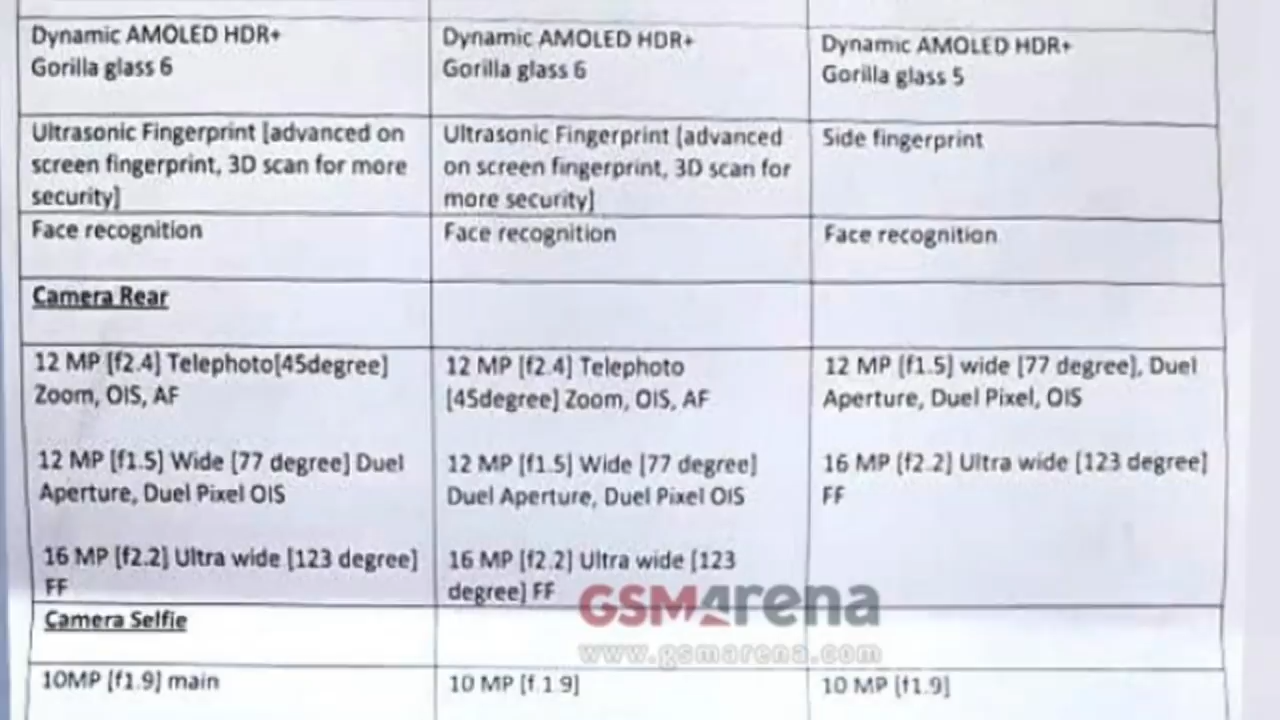 Dynamic AMOLED HDR+
Gorilla glass 6
Dynamic AMOLED HDR+
Gorilla glass 6
Dynamic AMOLED HDR+
Gorilla glass 5
Ultrasonic Fingerprint [advanced on
screen fingerprint, 3D scan for more
security]
Ultrasonic Fingerprint [advanced
on screen fingerprint, 3D scan for
more security]
Side fingerprint
Face recognition
Face recognition
Face recognition
Camera Rear
12 MP [f2.4] Telephoto[45degree]
Zoom, OIS, AF
12 MP [f1.5] Wide [77 degree] Duel
Aperture, Duel Pixel OIS
16 MP [f2.2] Ultra wide [123 degree]
FF
12 MP [f2.4] Telephoto
[45degree] Zoom, OIS, AF
12 MP [f1.5] Wide [77 degree]
Duel Aperture, Duel Pixel OIS
16 MP [f2.2] Ultra wide [123
degree] FF
12 MP [f1.5] wide [77 degree], Duel
Aperture, Duel Pixel, OIS
16 MP [f2.2] Ultra wide [123 degree]
FF
GSMArena
www.gsmarena.com
Camera Selfie
10MP [f1.9] main
10 MP [f 1 9]
10 MP [f1.9]